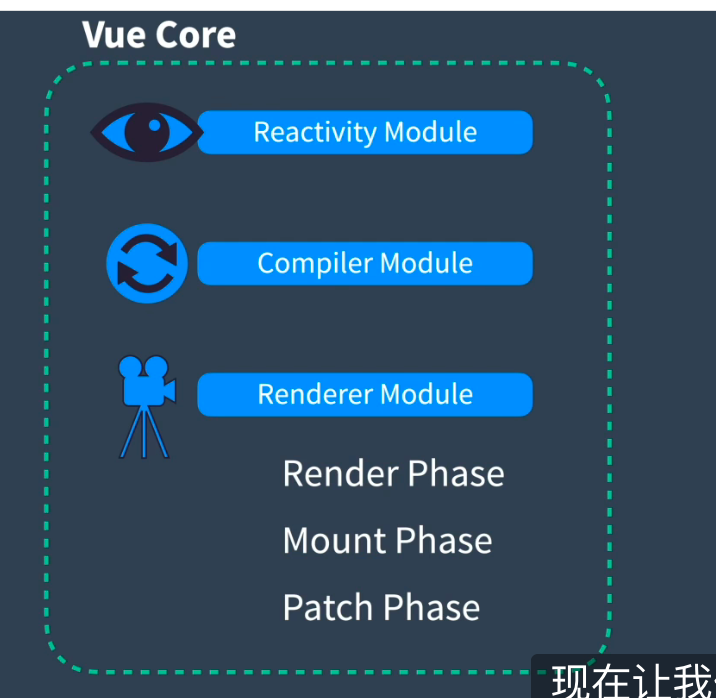 Vue Core
Reactivity Module
Compiler Module
Renderer Module
Render Phase
Mount Phase
Patch Phase
现在让我